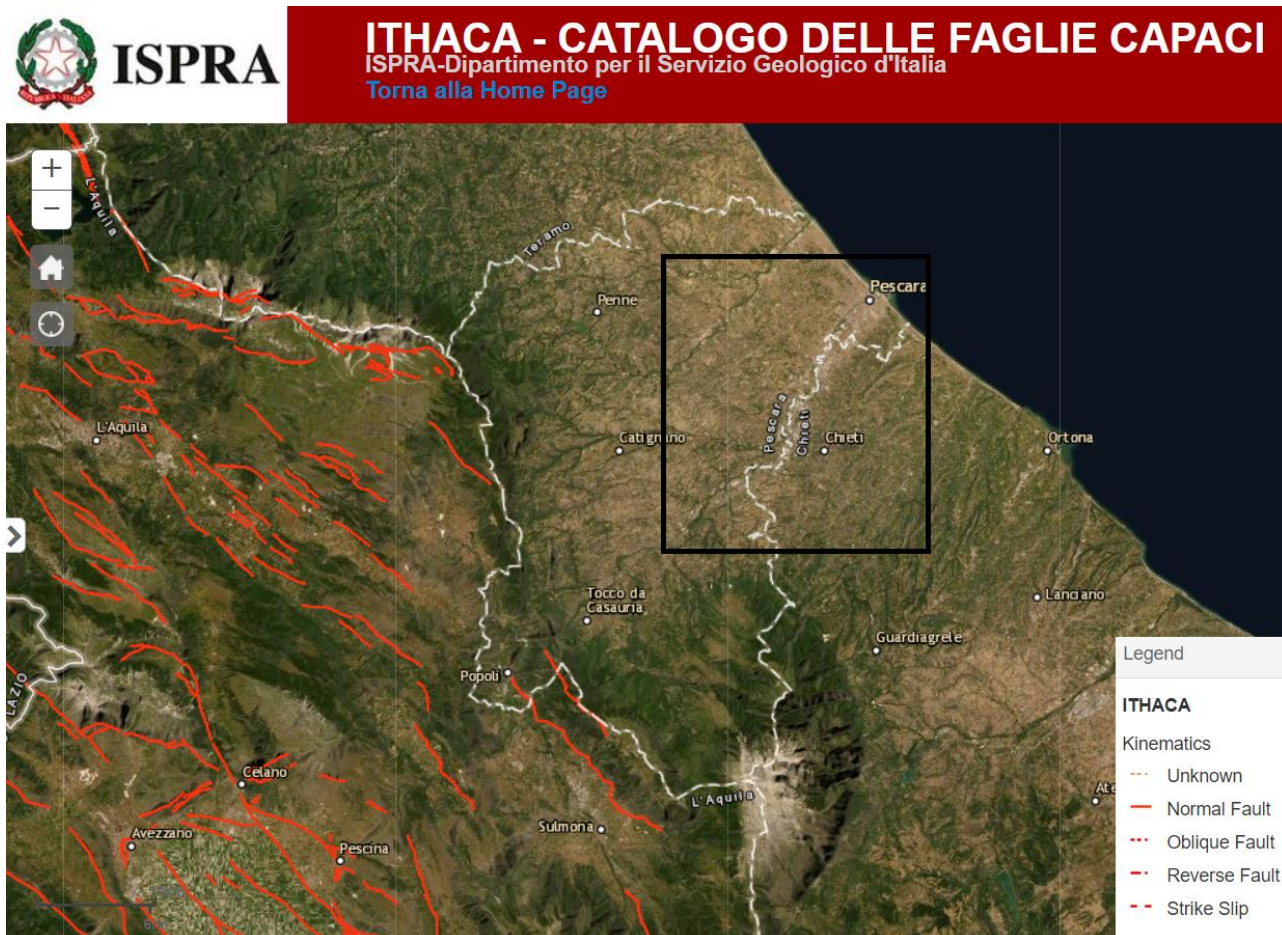 ISPRA
ITHACA - CATALOGO DELLE FAGLIE CAPACI
ISPRA-Dipartimento per il Servizio Geologico d'Italia
Torna alla Home Page
+
−
L'Aquila
Teramo
Pescara
Penne
L'Aquila
Catignano
Pescara
Chieti
Chieti
Ortona
Tocco da
Casauria
Lanciano
Guardiagrele
Popoli
LAZIO
Celano
L'Aquila
Sulmona
Avezzano
Pescina
Ate
Legend
ITHACA
Kinematics
Unknown
Normal Fault
Oblique Fault
Reverse Fault
Strike Slip